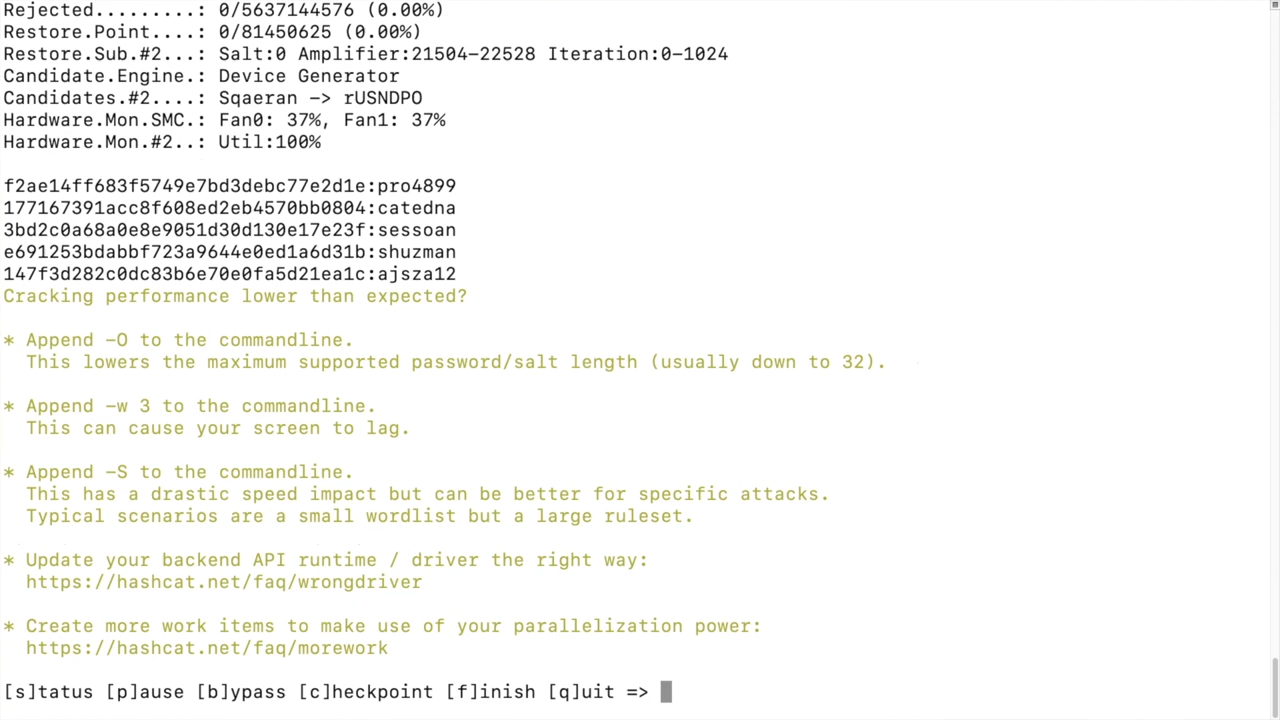 Rejected.........: 0/5637144576 (0.00%)
Restore.Point....: 0/81450625 (0.00%)
Restore.Sub.#2...: Salt:0 Amplifier:21504-22528 Iteration:0-1024
Candidate.Engine.: Device Generator
Candidates.#2....: Sqaeran -> rUSNDPO
Hardware.Mon.SMC.: Fan0: 37%, Fan1: 37%
Hardware.Mon.#2..: Util:100%
f2ae14ff683f5749e7bd3debc77e2d1e:pro4899
177167391acc8f608ed2eb4570bb0804:catedna
3bd2c0a68a0e8e9051d30d130e17e23f:sessoan
e691253bdabbf723a9644e0ed1a6d31b:shuzman
147f3d282c0dc83b6e70e0fa5d21ea1c:ajsza12
Cracking performance lower than expected?
* Append -O to the commandline.
This lowers the maximum supported password/salt length (usually down to 32).
* Append -w 3 to the commandline.
This can cause your screen to lag.
* Append -S to the commandline.
This has a drastic speed impact but can be better for specific attacks.
Typical scenarios are a small wordlist but a large ruleset.
* Update your backend API runtime / driver the right way:
https://hashcat.net/faq/wrongdriver
* Create more work items to make use of your parallelization power:
https://hashcat.net/faq/morework
[s]tatus [p]ause [b]ypass [c]heckpoint [f]inish [q]uit =>